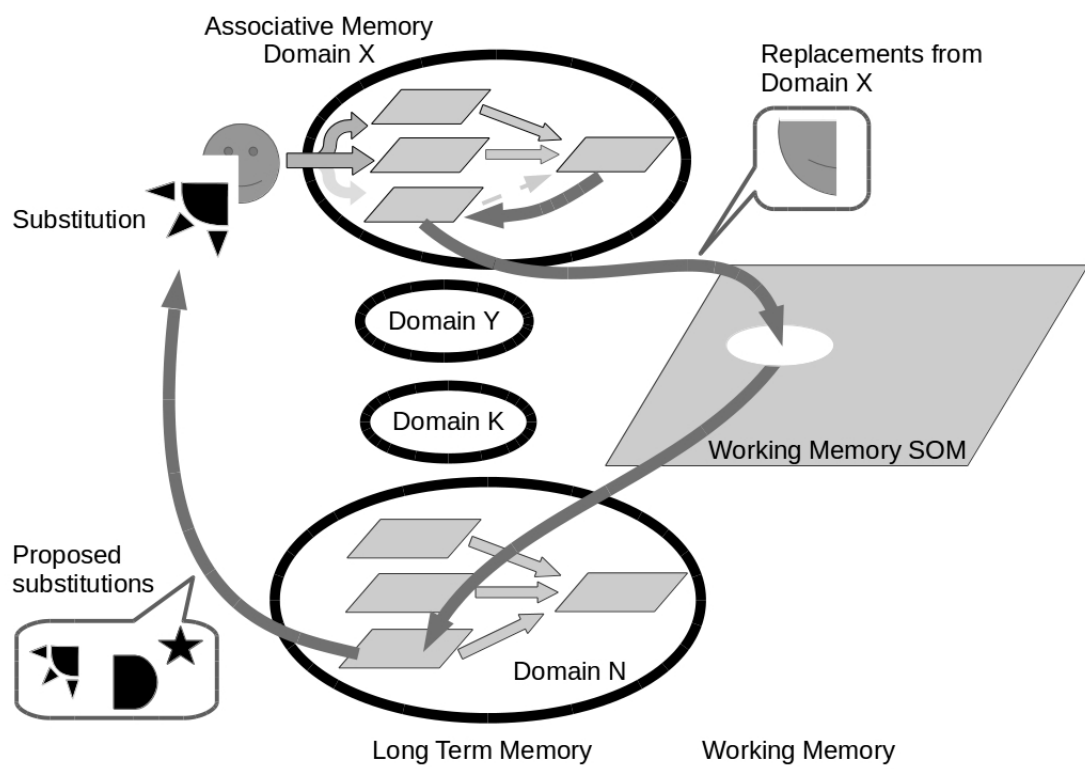 Associative Memory
Domain X
Replacements from
Domain X
Substitution
Domain Y
Domain K
Working Memory SOM
Proposed
substitutions
Domain N
Long Term Memory
Working Memory